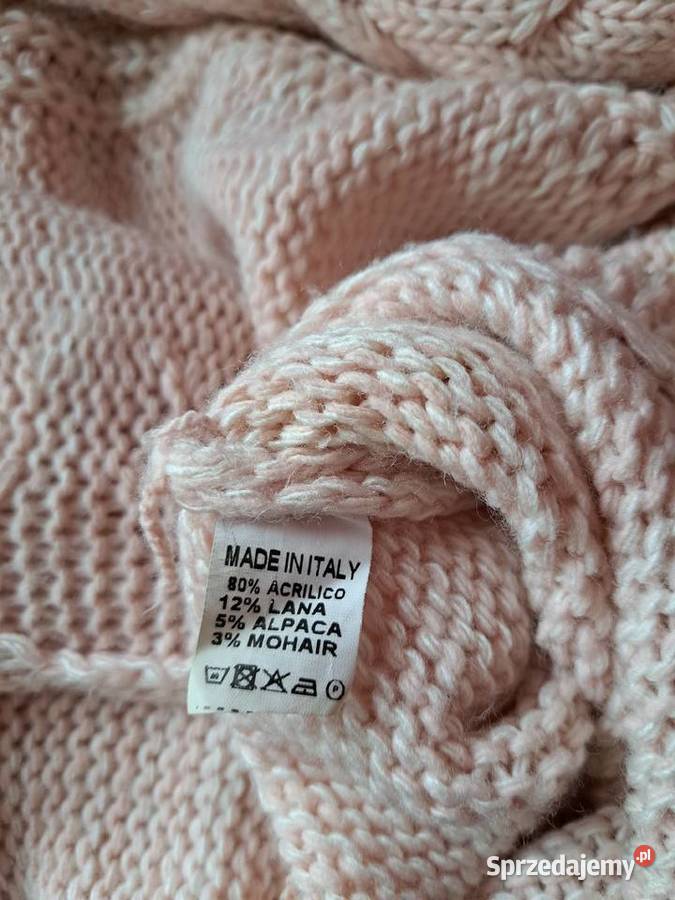 MADE IN ITALY
80% ACRILICO
12% LANA
5% ALPACA
3% MOHAIR
P
Sprzedajemy.pl